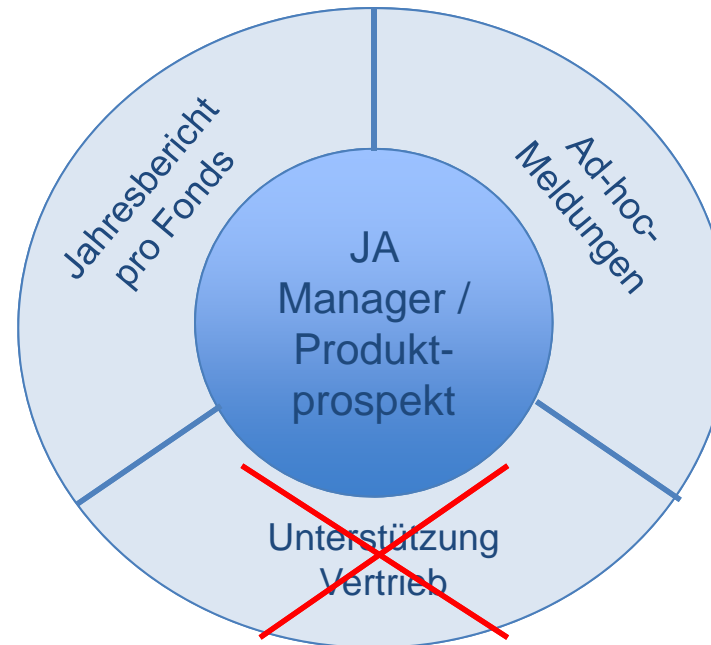 Jahresbericht
pro Fonds
Ad-hoc-
Meldungen
JA
Manager /
Produkt-
prospekt
Unterstützung
Vertrieb